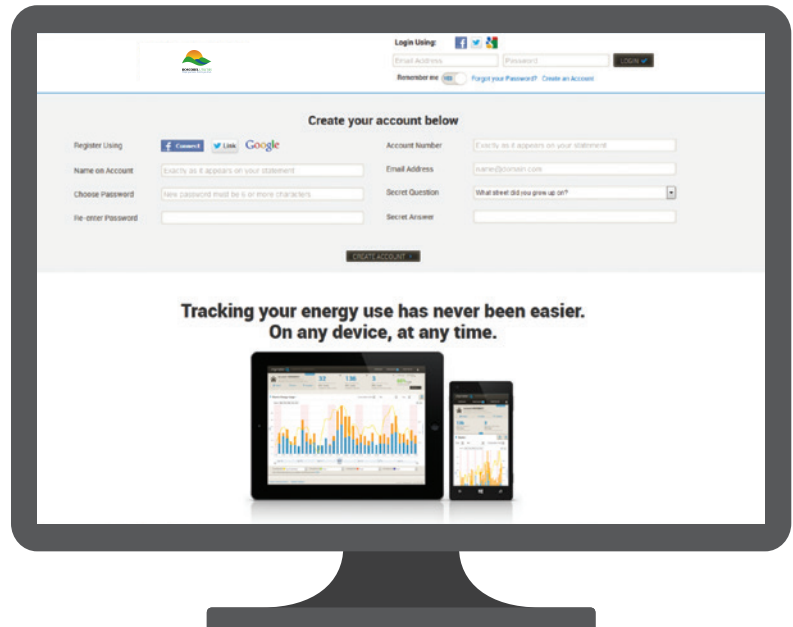 Login Using:
Email Address Password LOGIN
Remember me YES Forgot your Password? Create an Account
Create your account below
Register Using f Connect Link Google
Name on Account Exactly as it appears on your statement
Choose Password New password must be 6 or more characters
Re-enter Password
Account Number Exactly as it appears on your statement
Email Address name@domain.com
Secret Question What street did you grow up on?
Secret Answer
CREATE ACCOUNT
Tracking your energy use has never been easier.
On any device, at any time.